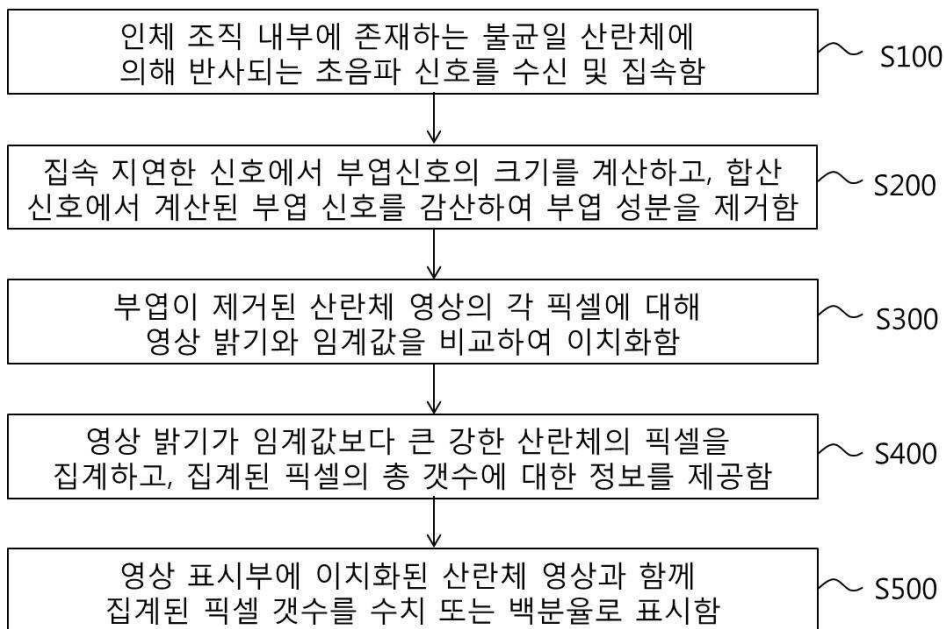 인체 조직 내부에 존재하는 불균일 산란체에
의해 반사되는 초음파 신호를 수신 및 집속함
S100
집속 지연한 신호에서 부엽신호의 크기를 계산하고, 합산
신호에서 계산된 부엽 신호를 감산하여 부엽 성분을 제거함
S200
부엽이 제거된 산란체 영상의 각 픽셀에 대해
영상 밝기와 임계값을 비교하여 이치화함
S300
영상 밝기가 임계값보다 큰 강한 산란체의 픽셀을
집계하고, 집계된 픽셀의 총 갯수에 대한 정보를 제공함
S400
영상 표시부에 이치화된 산란체 영상과 함께
집계된 픽셀 갯수를 수치 또는 백분율로 표시함
S500